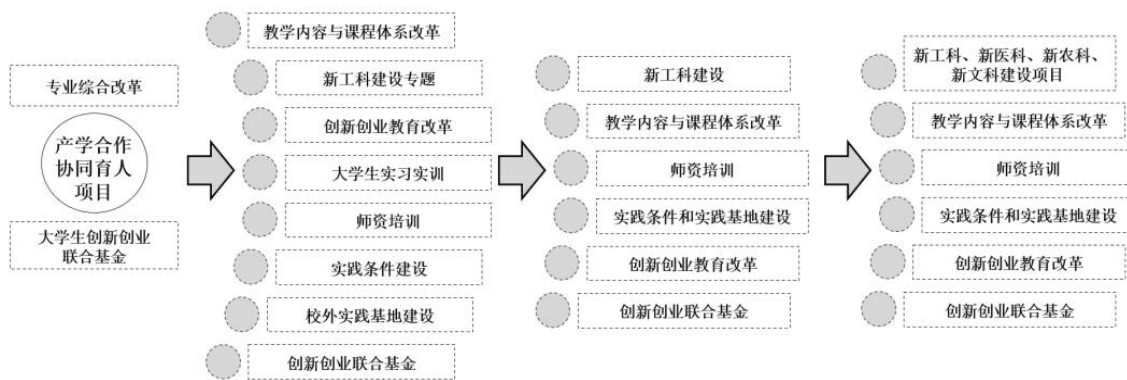 专业综合改革
产学合作
协同育人
项目
大学生创新创业
联合基金
教学内容与课程体系改革
新工科建设专题
创新创业教育改革
大学生实习实训
师资培训
实践条件建设
校外实践基地建设
创新创业联合基金
新工科建设
教学内容与课程体系改革
师资培训
实践条件和实践基地建设
创新创业教育改革
创新创业联合基金
新工科、新医科、新农科、
新文科建设项目
教学内容与课程体系改革
师资培训
实践条件和实践基地建设
创新创业教育改革
创新创业联合基金